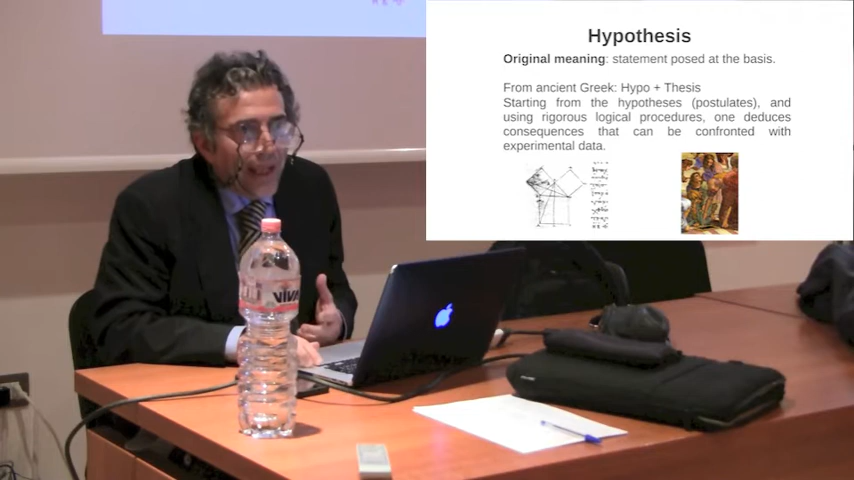 Hypothesis
Original meaning: statement posed at the basis.
From ancient Greek: Hypo + Thesis
Starting from the hypotheses (postulates), and
using rigorous logical procedures, one deduces
consequences that can be confronted with
experimental data.
VIVA